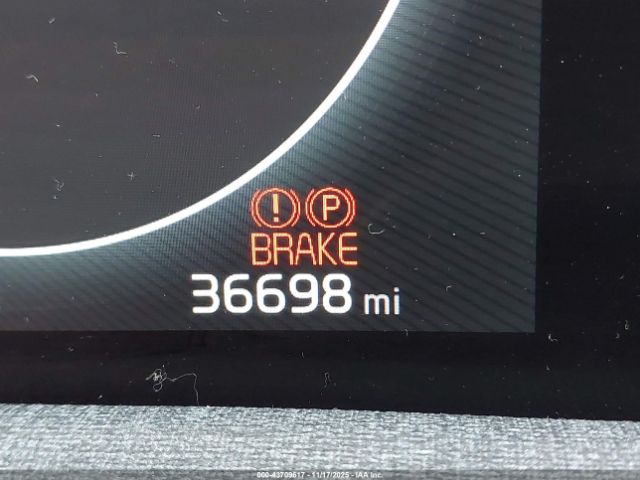 ! P
BRAKE
36698 mi
000-43709617 - 11/17/2025 - IAA Inc.